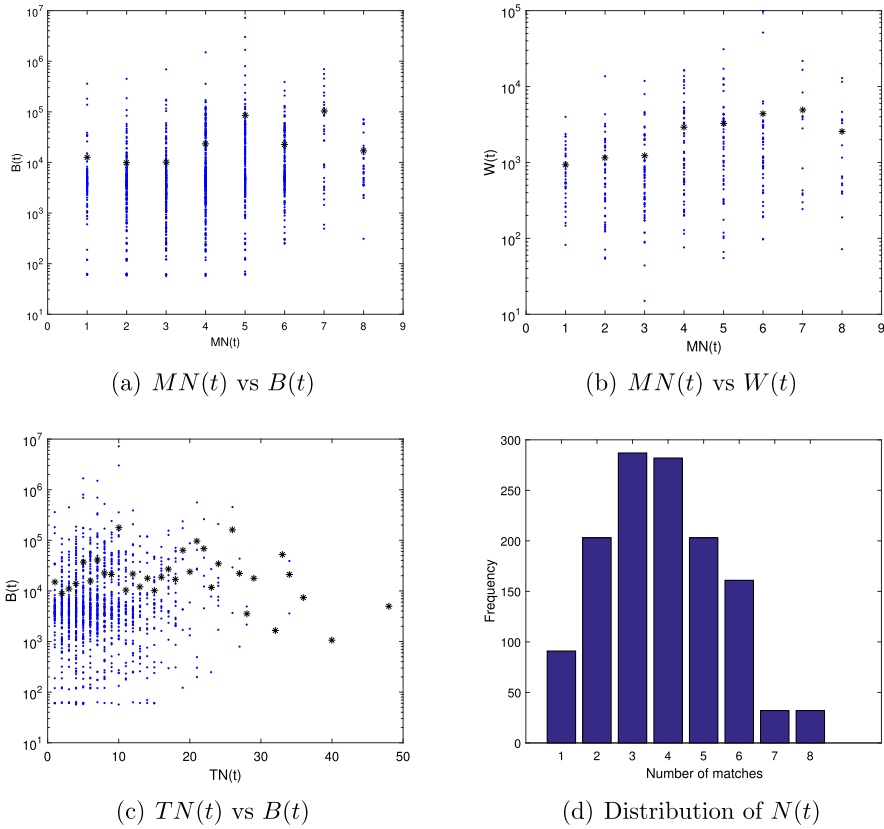 10^7
10^6
10^5
10^4
10^3
10^2
10^1
B(t)
0 1 2 3 4 5 6 7 8 9
MN(t)
(a) MN(t) vs B(t)
10^5
10^4
10^3
10^2
10^1
W(t)
0 1 2 3 4 5 6 7 8 9
MN(t)
(b) MN(t) vs W(t)
10^7
10^6
10^5
10^4
10^3
10^2
10^1
B(t)
0 10 20 30 40 50
TN(t)
(c) TN(t) vs B(t)
300
250
200
150
100
50
0
Frequency
1 2 3 4 5 6 7 8
Number of matches
(d) Distribution of N(t)